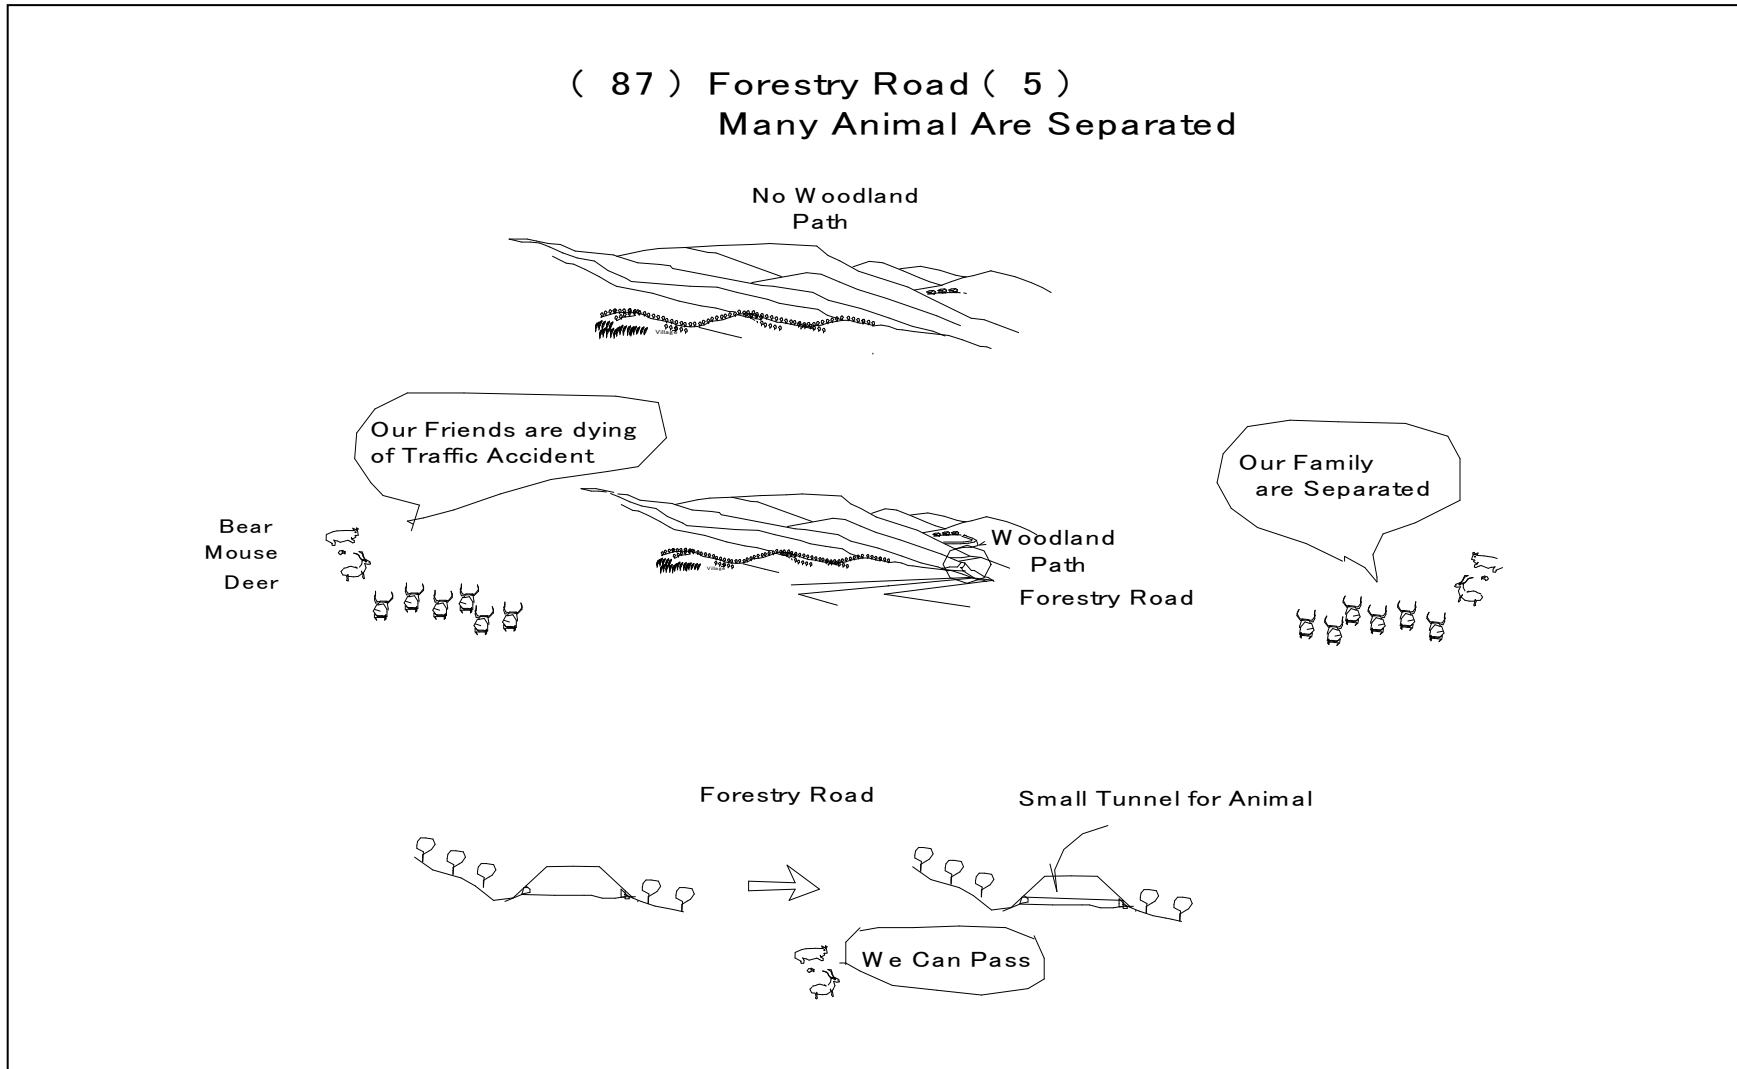 ( 87 ) Forestry Road ( 5 )
Many Animal Are Separated
No Woodland
Path
Village
Our Friends are dying
of Traffic Accident
Our Family
are Separated
Bear
Mouse
Deer
Woodland
Path
Village
Forestry Road
Forestry Road
Small Tunnel for Animal
We Can Pass